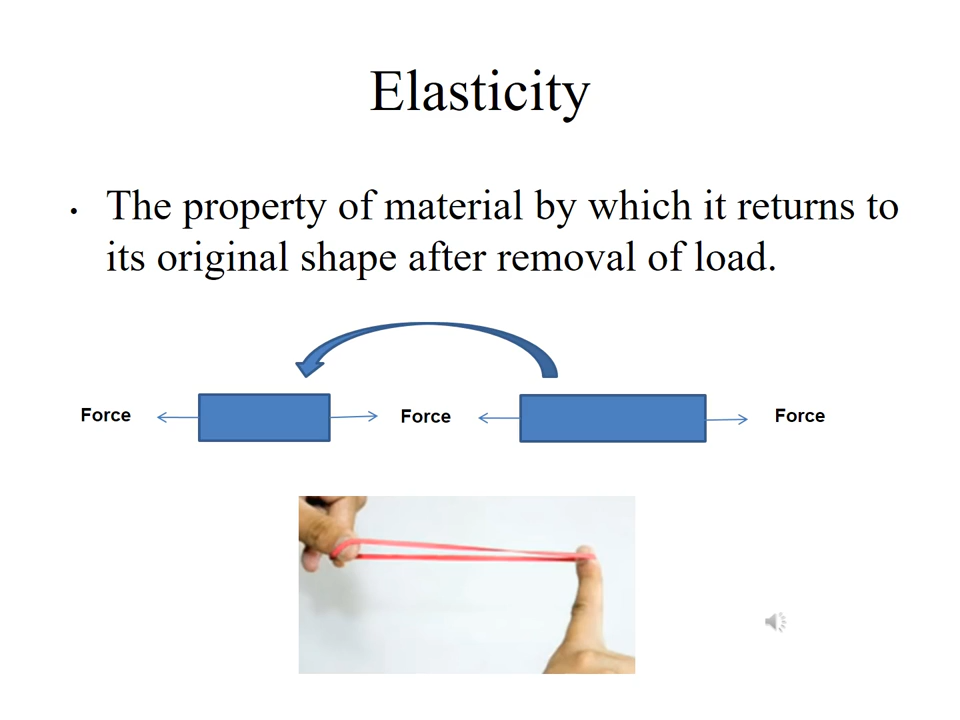 Elasticity
• The property of material by which it returns to
its original shape after removal of load.
Force Force Force